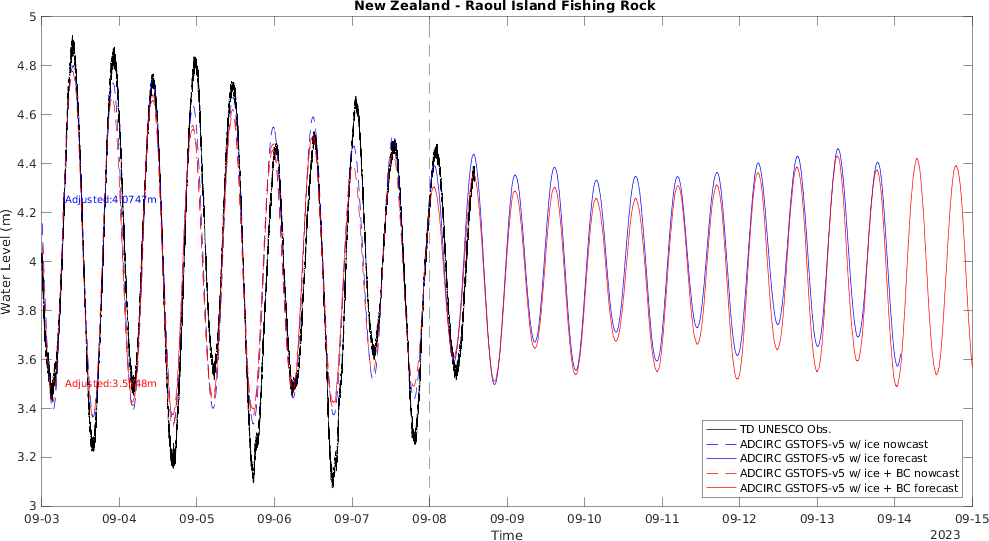 New Zealand - Raoul Island Fishing Rock
5
4.8
4.6
4.4
4.2
4
3.8
3.6
3.4
3.2
3
Water Level (m)
Adjusted:4.0747m
TD UNESCO Obs.
ADCIRC GSTOFS-v5 w/ ice nowcast
ADCIRC GSTOFS-v5 w/ ice forecast
ADCIRC GSTOFS-v5 w/ ice + BC nowcast
ADCIRC GSTOFS-v5 w/ ice + BC forecast
09-03 09-04 09-05 09-06 09-07 09-08 09-09 09-10 09-11 09-12 09-13 09-14 09-15
Time
2023